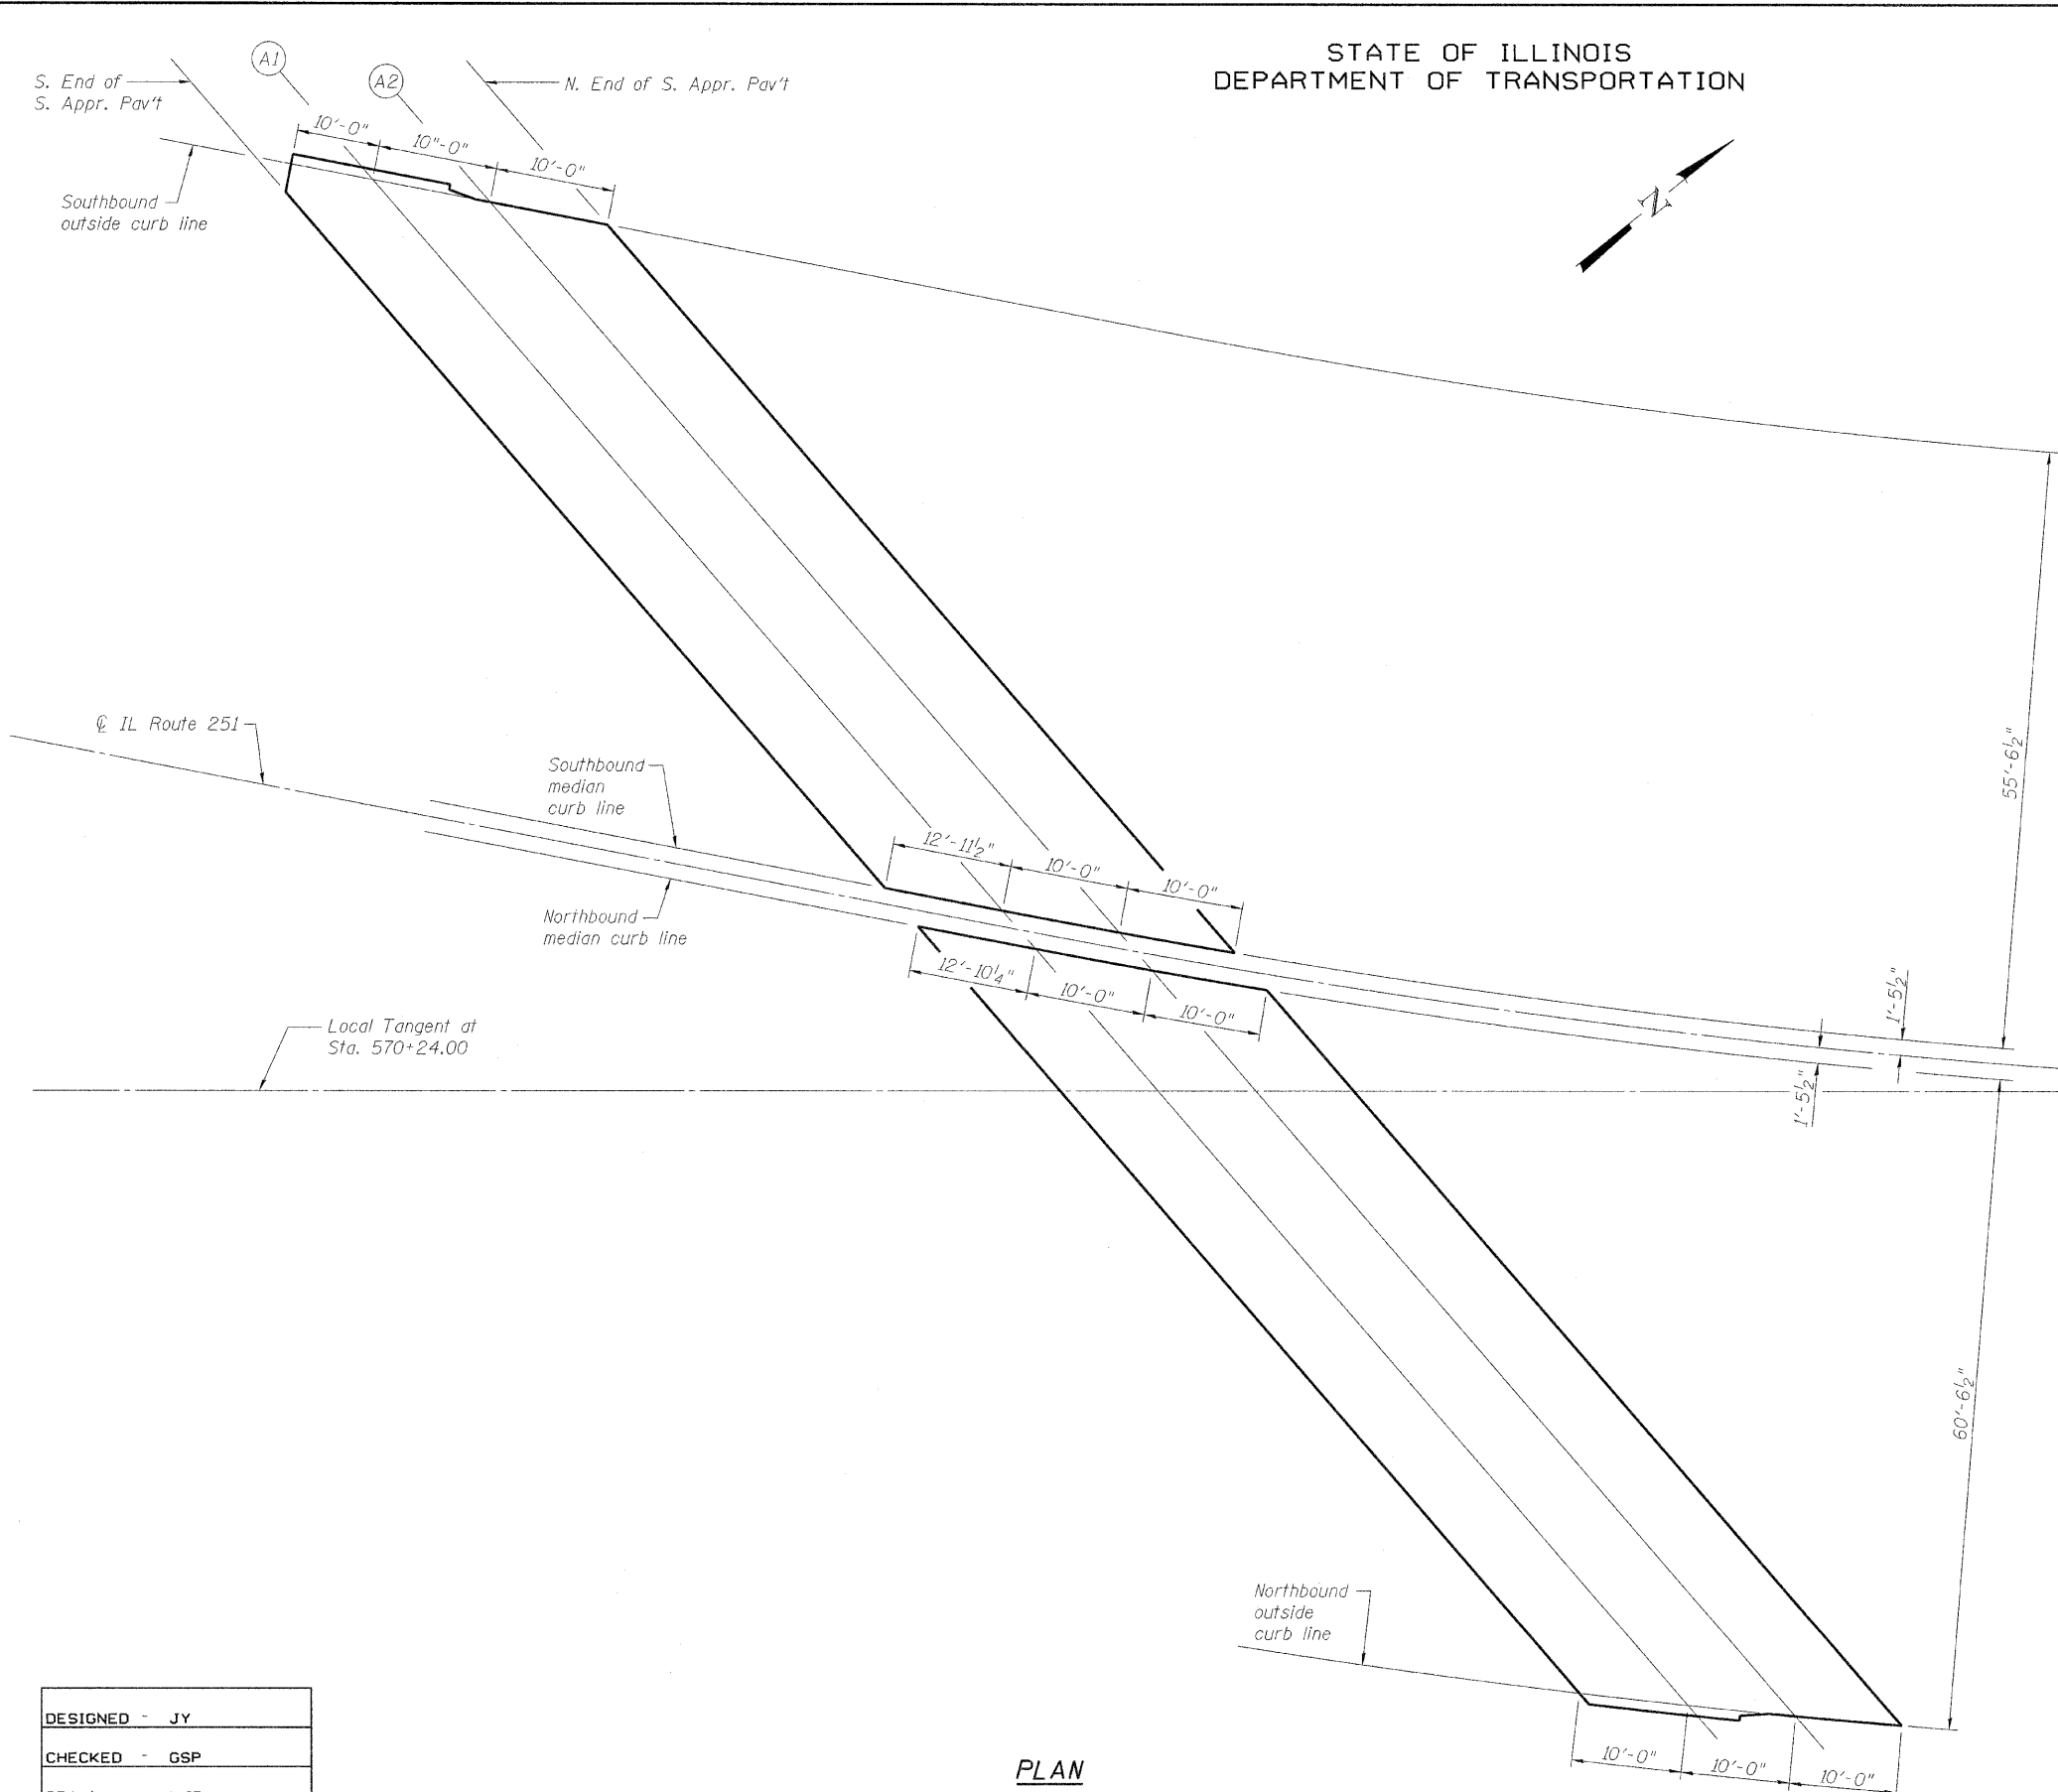 STATE OF ILLINOIS
DEPARTMENT OF TRANSPORTATION
S. End of
S. Appr. Pav't
A1
A2
N. End of S. Appr. Pav't
10'-0"
10"-0"
10'-0"
Southbound
outside curb line
N
℄ IL Route 251
Southbound
median
curb line
12'-11½"
10'-0"
10'-0"
Northbound
median curb line
12'-10¼"
10'-0"
10'-0"
55'-6½"
1'-5½"
1'-5½"
Local Tangent at
Sta. 570+24.00
60'-6½"
Northbound
outside
curb line
10'-0"
10'-0"
10'-0"
DESIGNED - JY
CHECKED - GSP
PLAN